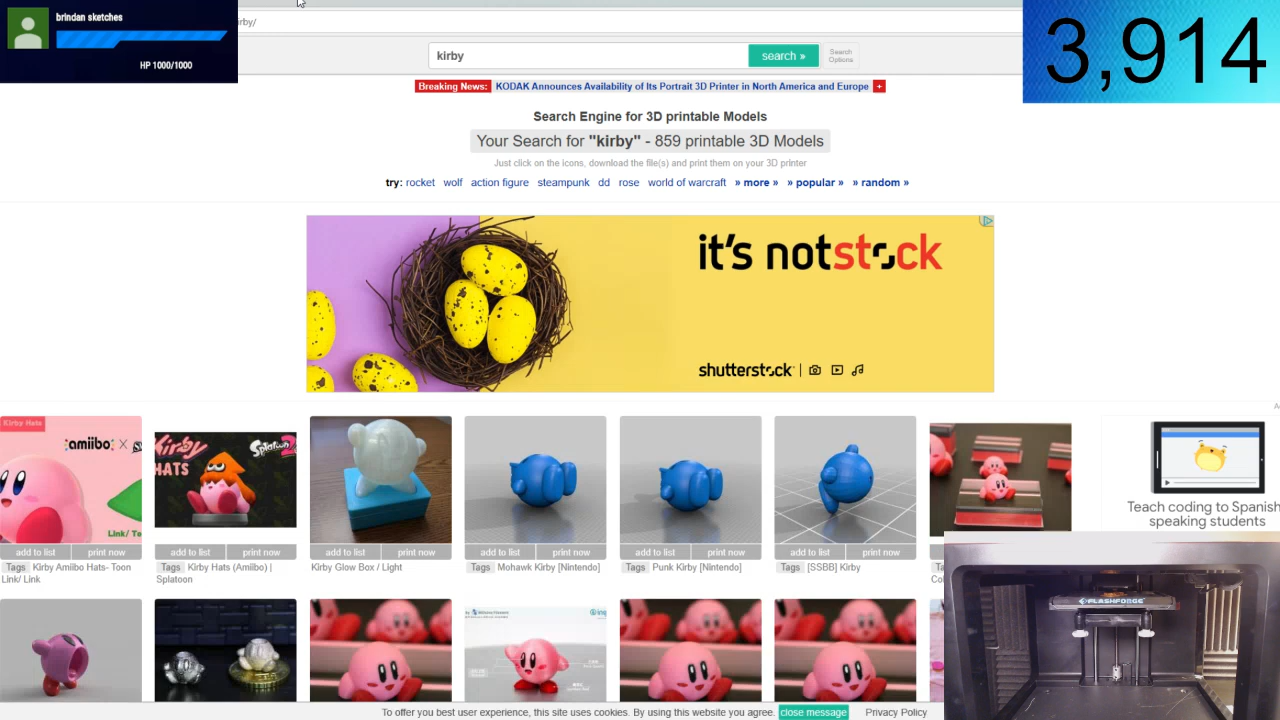 brindan sketches
HP 1000/1000
rby/
kirby
search »
Search
Options
3,914
Breaking News: KODAK Announces Availability of Its Portrait 3D Printer in North America and Europe +
Search Engine for 3D printable Models
Your Search for "kirby" - 859 printable 3D Models
Just click on the icons, download the file(s) and print them on your 3D printer
try: rocket wolf action figure steampunk dd rose world of warcraft » more » » popular » » random »
it's notstock
shutterstock
A
Kirby Hats
amiibo X
Link/ To
Kirby
HATS
Splatoon 2
add to list print now
add to list print now
add to list print now
add to list print now
add to list print now
add to list print now
Tags Kirby Amiibo Hats- Toon
Link/ Link
Tags Kirby Hats (Amiibo) |
Splatoon
Kirby Glow Box / Light
Tags Mohawk Kirby [Nintendo]
Tags Punk Kirby [Nintendo]
Tags [SSBB] Kirby
Tags
Co
Teach coding to Spanish
speaking students
FLASHFORGE
To offer you best user experience, this site uses cookies. By using this website you agree. close message Privacy Policy